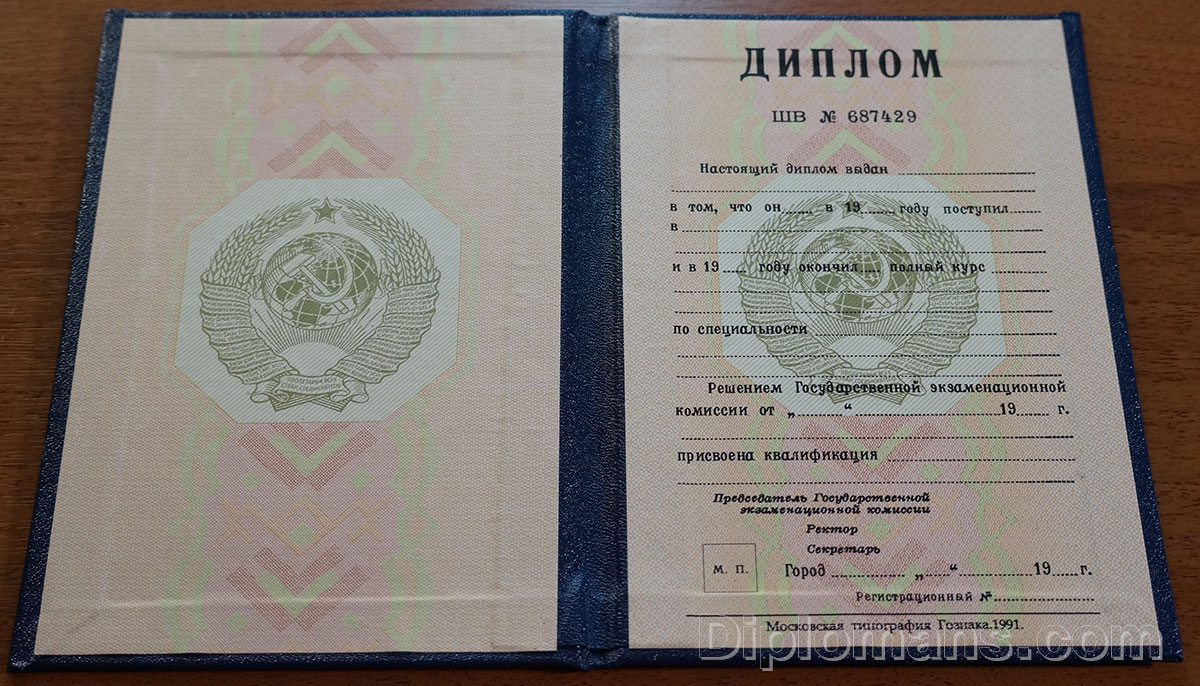 ДИПЛОМ
ШВ № 687429
Настоящий диплом выдан
в том, что он в 19 году поступил
в
и в 19 году окончил полный курс
по специальности
Решением Государственной экзаменационной
комиссии от „ “ 19 г.
присвоена квалификация
Председатель Государственной
экзаменационной комиссии
Ректор
Секретарь
М. П.
Город „ “ 19 г.
Регистрационный №
Московская типография Гознака.1991.
Diplomans.com